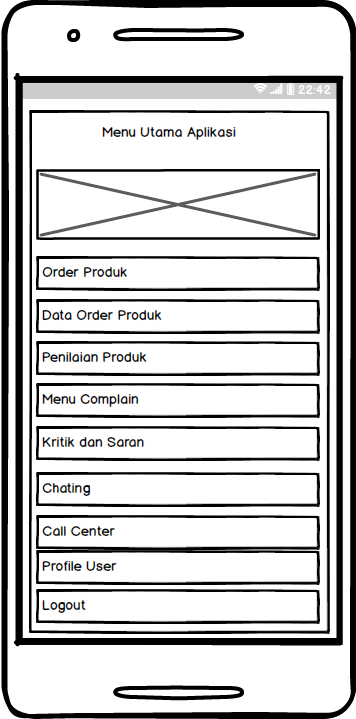 22:42
Menu Utama Aplikasi
Order Produk
Data Order Produk
Penilaian Produk
Menu Complain
Kritik dan Saran
Chating
Call Center
Profile User
Logout